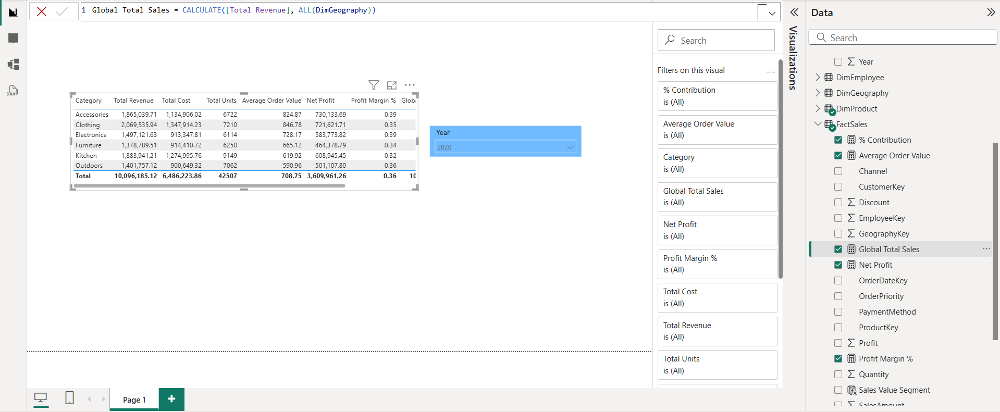 1 Global Total Sales = CALCULATE([Total Revenue], ALL(DimGeography))
DAX
Category Total Revenue Total Cost Total Units Average Order Value Net Profit Profit Margin % Globa
Accessories 1,865,039.71 1,134,906.02 6722 824.87 730,133.69 0.39
Clothing 2,069,535.94 1,347,914.23 7210 846.78 721,621.71 0.35
Electronics 1,497,121.63 913,347.81 6114 728.17 583,773.82 0.39
Furniture 1,378,789.51 914,410.72 6250 665.12 464,378.79 0.34
Kitchen 1,883,941.21 1,274,995.76 9149 619.92 608,945.45 0.32
Outdoors 1,401,757.12 900,649.32 7062 590.96 501,107.80 0.36
Total 10,096,185.12 6,486,223.86 42507 708.75 3,609,961.26 0.36 10
Year
2020
Page 1
Search
Filters on this visual
% Contribution
is (All)
Average Order Value
is (All)
Category
is (All)
Global Total Sales
is (All)
Net Profit
is (All)
Profit Margin %
is (All)
Total Cost
is (All)
Total Revenue
is (All)
Total Units
is (All)
Visualizations
Data
Search
Year
DimEmployee
DimGeography
DimProduct
FactSales
% Contribution
Average Order Value
Channel
CustomerKey
Discount
EmployeeKey
GeographyKey
Global Total Sales
Net Profit
OrderDateKey
OrderPriority
PaymentMethod
ProductKey
Profit
Profit Margin %
Quantity
Sales Value Segment
SalesAmount